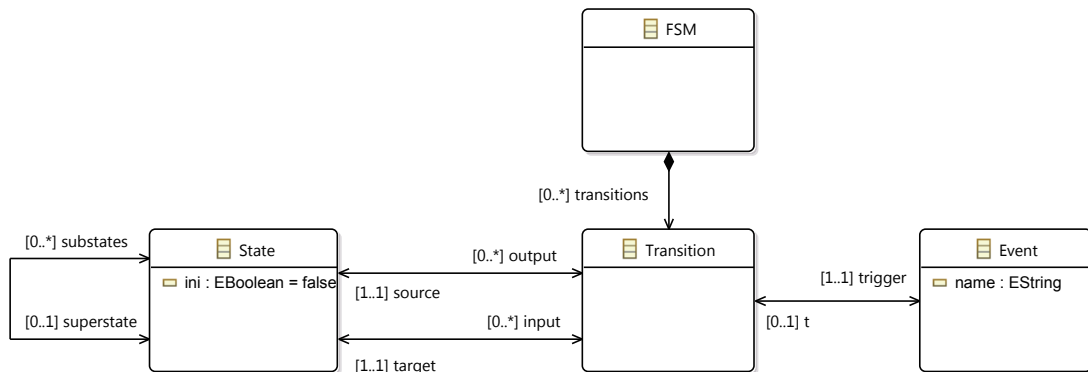 FSM
[0..*] transitions
[0..*] substates
State
[0..*] output
Transition
Event
ini : EBoolean = false
[1..1] source
[1..1] trigger
name : EString
[0..1] superstate
[0..*] input
[0..1] t
[1..1] target